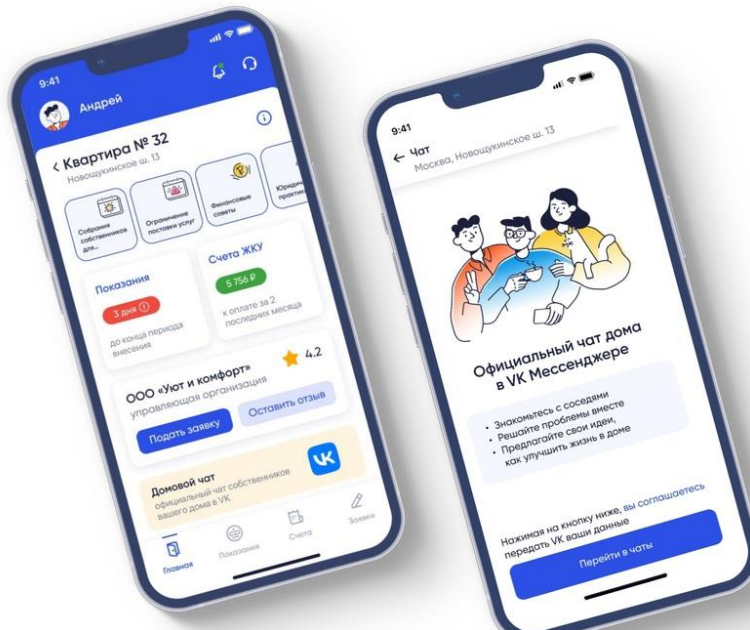 9:41
Андрей
Квартира № 32
Новощукинское ш. 13
Собрания
собственников
для...
Ограничение
поставки услуг
Финансовые
советы
Юридич
практик
Показания
3 дня
до конца периода
внесения
Счета ЖКУ
5 756 ₽
к оплате за 2
последних месяца
ООО «Уют и комфорт»
управляющая организация
4.2
Подать заявку
Оставить отзыв
Домовой чат
официальный чат собственников
вашего дома в VK
Главная
Показания
Счета
Заявки
9:41
Чат
Москва, Новощукинское ш. 13
Официальный чат дома
в VK Мессенджере
• Знакомьтесь с соседями
• Решайте проблемы вместе
• Предлагайте свои идеи,
как улучшить жизнь в доме
Нажимая на кнопку ниже, вы соглашаетесь
передать VK ваши данные
Перейти в чаты